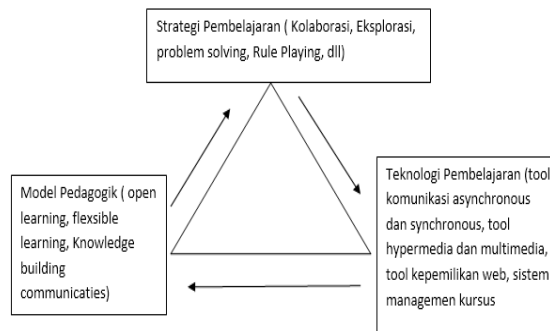 Strategi Pembelajaran ( Kolaborasi, Eksplorasi,
problem solving, Rule Playing, dll)
Model Pedagogik ( open
learning, flexible
learning, Knowledge
building
communicaties)
Teknologi Pembelajaran (tool
komunikasi asynchronous
dan synchronous, tool
hypermedia dan multimedia,
tool kepemilikan web, sistem
managemen kursus